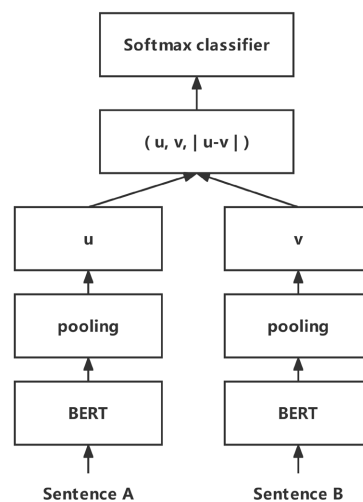 Softmax classifier
( u, v, | u-v | )
u
v
pooling
pooling
BERT
BERT
Sentence A
Sentence B